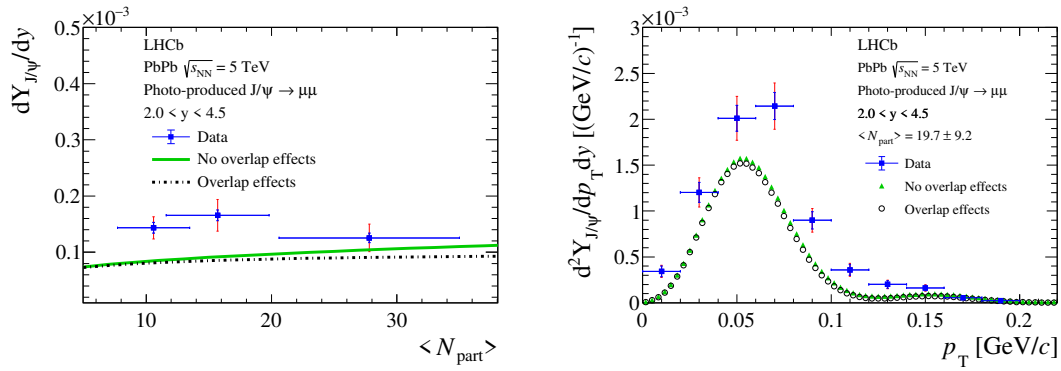 ×10⁻³
0.5
0.4
0.3
0.2
0.1
dY_J/ψ/dy
LHCb
PbPb √s_NN = 5 TeV
Photo-produced J/ψ → μμ
2.0 < y < 4.5
Data
No overlap effects
Overlap effects
10 20 30
<N_part>
×10⁻³
3
2.5
2
1.5
1
0.5
0
d²Y_J/ψ/dp_T dy [(GeV/c)⁻¹]
LHCb
PbPb √s_NN = 5 TeV
Photo-produced J/ψ → μμ
2.0 < y < 4.5
<N_part> = 19.7 ± 9.2
Data
No overlap effects
Overlap effects
0 0.05 0.1 0.15 0.2
p_T [GeV/c]